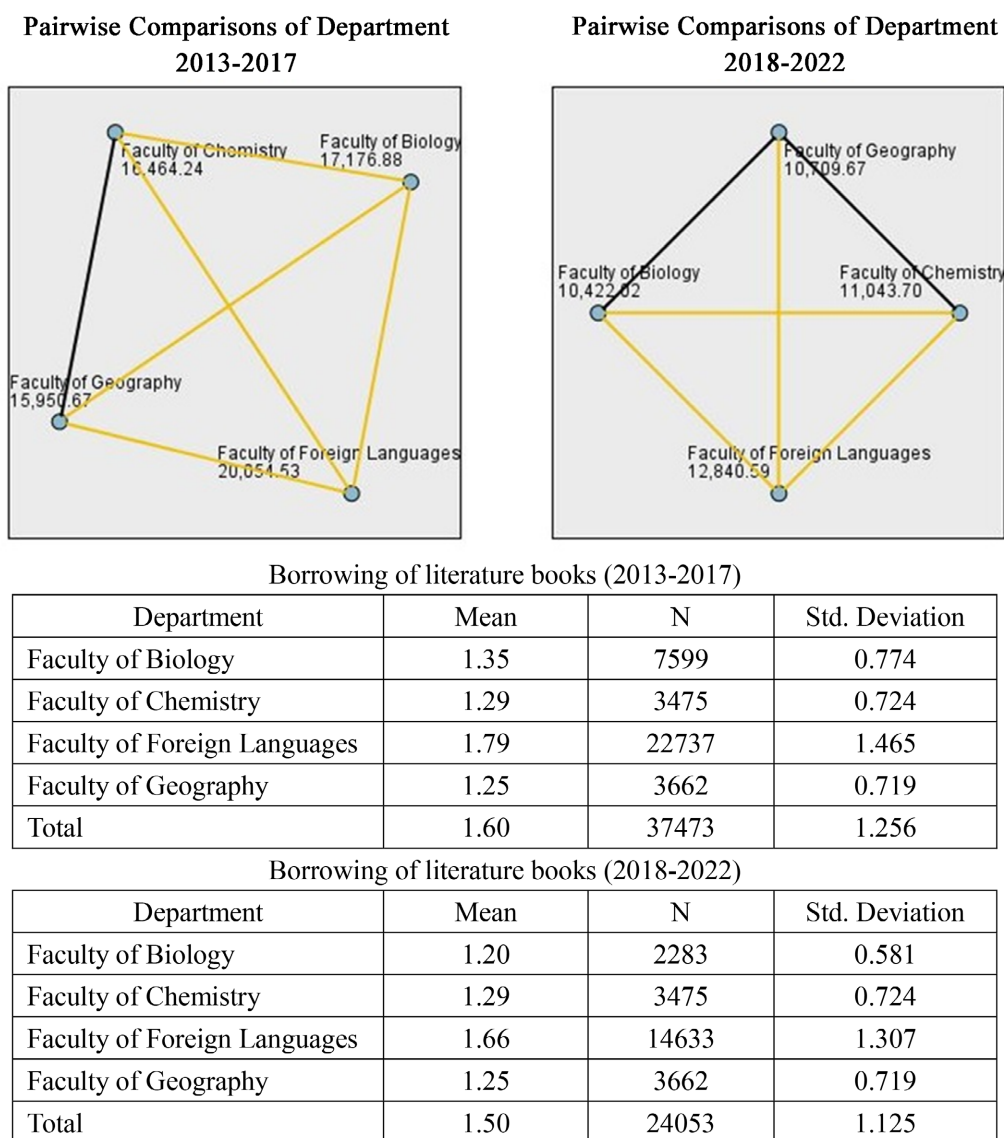 Pairwise Comparisons of Department
2013-2017
Pairwise Comparisons of Department
2018-2022
Faculty of Chemistry
16,464.24
Faculty of Biology
17,176.88
Faculty of Geography
15,950.67
Faculty of Foreign Languages
20,054.53
Faculty of Geography
10,709.67
Faculty of Biology
10,422.02
Faculty of Chemistry
11,043.70
Faculty of Foreign Languages
12,840.59
Borrowing of literature books (2013-2017)
Department Mean N Std. Deviation
Faculty of Biology 1.35 7599 0.774
Faculty of Chemistry 1.29 3475 0.724
Faculty of Foreign Languages 1.79 22737 1.465
Faculty of Geography 1.25 3662 0.719
Total 1.60 37473 1.256
Borrowing of literature books (2018-2022)
Department Mean N Std. Deviation
Faculty of Biology 1.20 2283 0.581
Faculty of Chemistry 1.29 3475 0.724
Faculty of Foreign Languages 1.66 14633 1.307
Faculty of Geography 1.25 3662 0.719
Total 1.50 24053 1.125